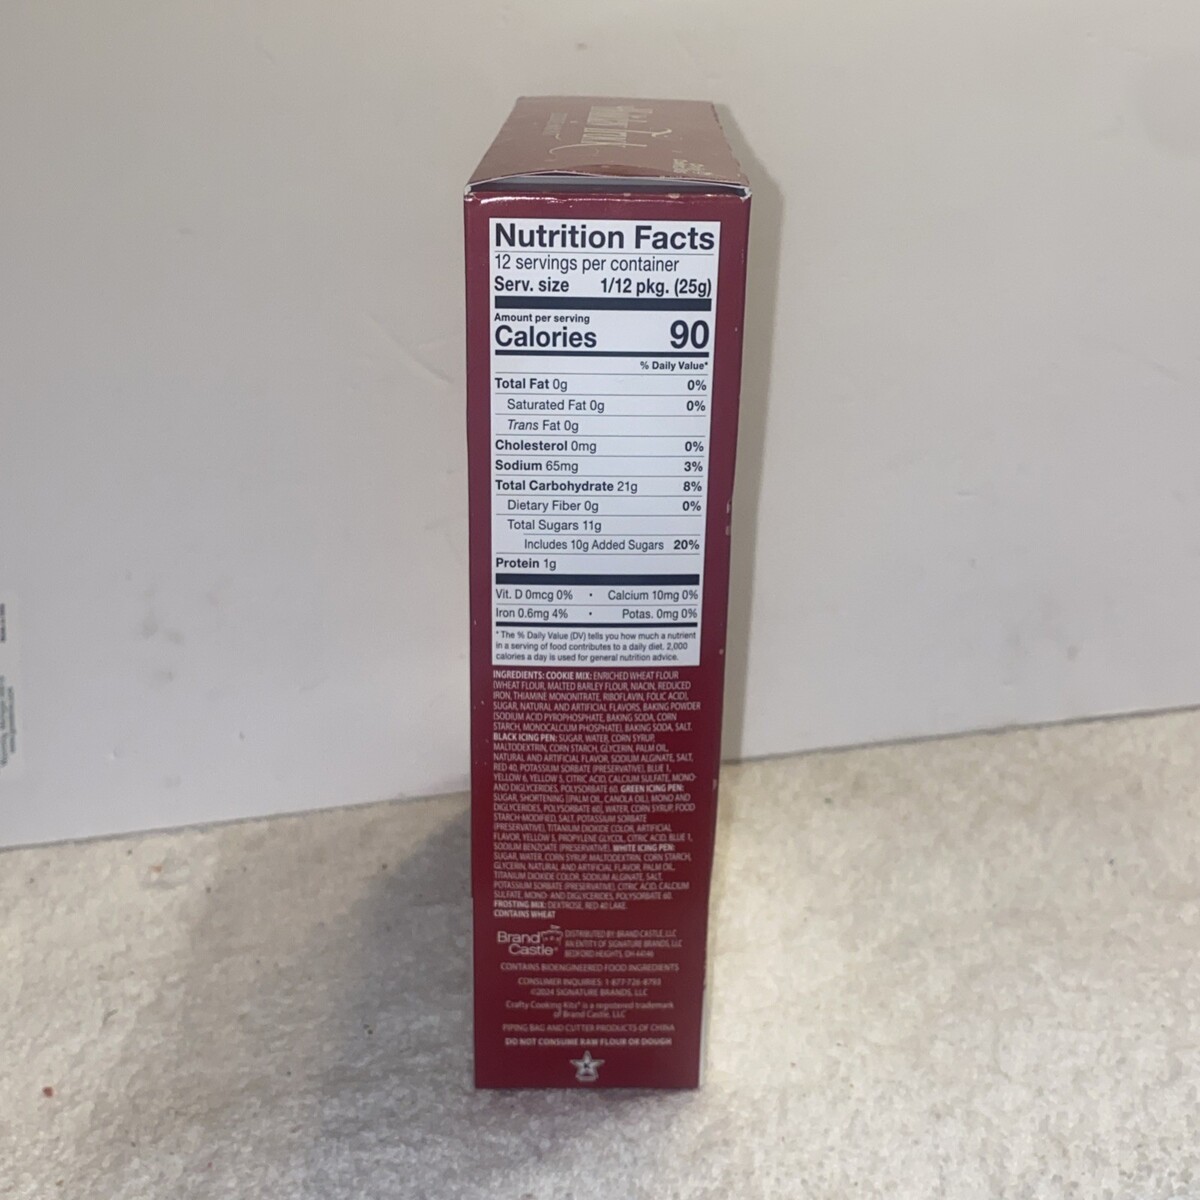 Nutrition Facts
12 servings per container
Serv. size 1/12 pkg. (25g)
Amount per serving
Calories 90
% Daily Value*
Total Fat 0g 0%
Saturated Fat 0g 0%
Trans Fat 0g
Cholesterol 0mg 0%
Sodium 65mg 3%
Total Carbohydrate 21g 8%
Dietary Fiber 0g 0%
Total Sugars 11g
Includes 10g Added Sugars 20%
Protein 1g
Vit. D 0mcg 0% • Calcium 10mg 0%
Iron 0.6mg 4% • Potas. 0mg 0%
* The % Daily Value (DV) tells you how much a nutrient
in a serving of food contributes to a daily diet. 2,000
calories a day is used for general nutrition advice.
INGREDIENTS: COOKIE MIX: ENRICHED WHEAT FLOUR
(WHEAT FLOUR, MALTED BARLEY FLOUR, NIACIN, REDUCED
IRON, THIAMINE MONONITRATE, RIBOFLAVIN, FOLIC ACID),
SUGAR, NATURAL AND ARTIFICIAL FLAVORS, BAKING POWDER
(SODIUM ACID PYROPHOSPHATE, BAKING SODA, CORN
STARCH, MONOCALCIUM PHOSPHATE), BAKING SODA, SALT.
BLACK ICING PEN: SUGAR, WATER, CORN SYRUP,
MALTODEXTRIN, CORN STARCH, GLYCERIN, PALM OIL,
NATURAL AND ARTIFICIAL FLAVOR, SODIUM ALGINATE, SALT,
RED 40, POTASSIUM SORBATE (PRESERVATIVE), BLUE 1,
YELLOW 6, YELLOW 5, CITRIC ACID, CALCIUM SULFATE, MONO-
AND DIGLYCERIDES, POLYSORBATE 60. GREEN ICING PEN:
SUGAR, SHORTENING [(PALM OIL, CANOLA OIL), MONO AND
DIGLYCERIDES, POLYSORBATE 60], WATER, CORN SYRUP, FOOD
STARCH-MODIFIED, SALT, POTASSIUM SORBATE
(PRESERVATIVE), TITANIUM DIOXIDE COLOR, ARTIFICIAL
FLAVOR, YELLOW 5, PROPYLENE GLYCOL, CITRIC ACID, BLUE 1,
SODIUM BENZOATE (PRESERVATIVE). WHITE ICING PEN:
SUGAR, WATER, CORN SYRUP, MALTODEXTRIN, CORN STARCH,
GLYCERIN, NATURAL AND ARTIFICIAL FLAVOR, PALM OIL,
TITANIUM DIOXIDE COLOR, SODIUM ALGINATE, SALT,
POTASSIUM SORBATE (PRESERVATIVE), CITRIC ACID, CALCIUM
SULFATE, MONO- AND DIGLYCERIDES, POLYSORBATE 60.
FROSTING MIX: DEXTROSE, RED 40 LAKE.
CONTAINS WHEAT
Brand Castle
DISTRIBUTED BY: BRAND CASTLE, LLC
AN ENTITY OF SIGNATURE BRANDS, LLC
BEDFORD HEIGHTS, OH 44146
CONTAINS BIOENGINEERED FOOD INGREDIENTS
CONSUMER INQUIRIES: 1-877-726-8793
©2024 SIGNATURE BRANDS, LLC
Crafty Cooking Kits® is a registered trademark
of Brand Castle, LLC
PIPING BAG AND CUTTER PRODUCTS OF CHINA
DO NOT CONSUME RAW FLOUR OR DOUGH